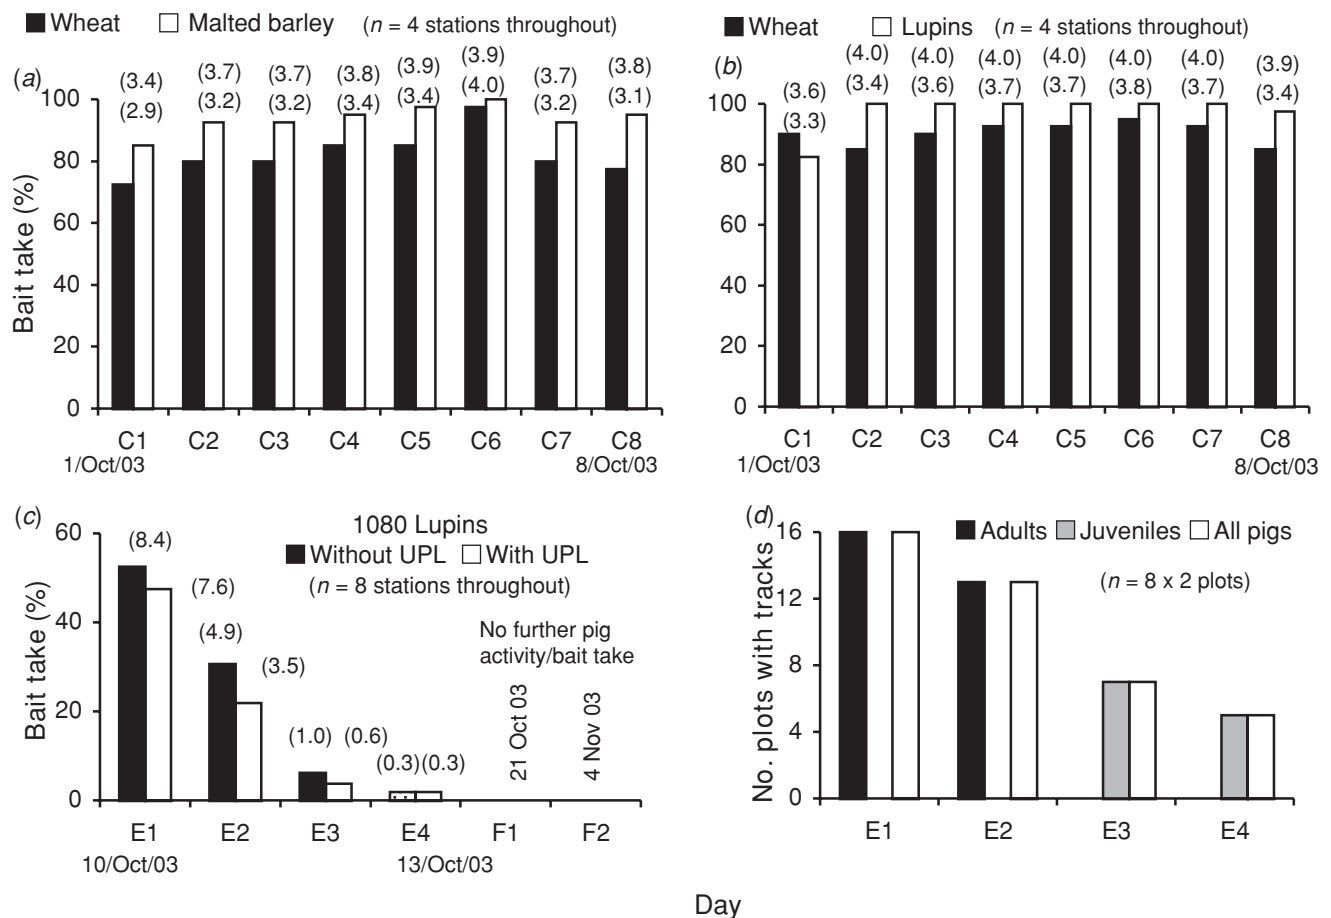 Wheat Malted barley (n = 4 stations throughout)
(a) (3.4) (3.7) (3.7) (3.8) (3.9) (3.9) (3.7) (3.8)
(2.9) (3.2) (3.2) (3.4) (3.4) (4.0) (3.2) (3.1)
100
80
60
40
20
0
Bait take (%)
C1 C2 C3 C4 C5 C6 C7 C8
1/Oct/03 8/Oct/03
Wheat Lupins (n = 4 stations throughout)
(b) (3.6) (4.0) (4.0) (4.0) (4.0) (4.0) (4.0) (3.9)
(3.3) (3.4) (3.6) (3.7) (3.7) (3.8) (3.7) (3.4)
100
80
60
40
20
0
C1 C2 C3 C4 C5 C6 C7 C8
1/Oct/03 8/Oct/03
(c) 1080 Lupins
Without UPL With UPL
(n = 8 stations throughout)
(8.4) (7.6) (4.9) (3.5) (1.0) (0.6) (0.3) (0.3)
No further pig
activity/bait take
21 Oct 03
4 Nov 03
60
40
20
0
Bait take (%)
E1 E2 E3 E4 F1 F2
10/Oct/03 13/Oct/03
(d) Adults Juveniles All pigs
(n = 8 x 2 plots)
16
12
8
4
0
No. plots with tracks
E1 E2 E3 E4
Day